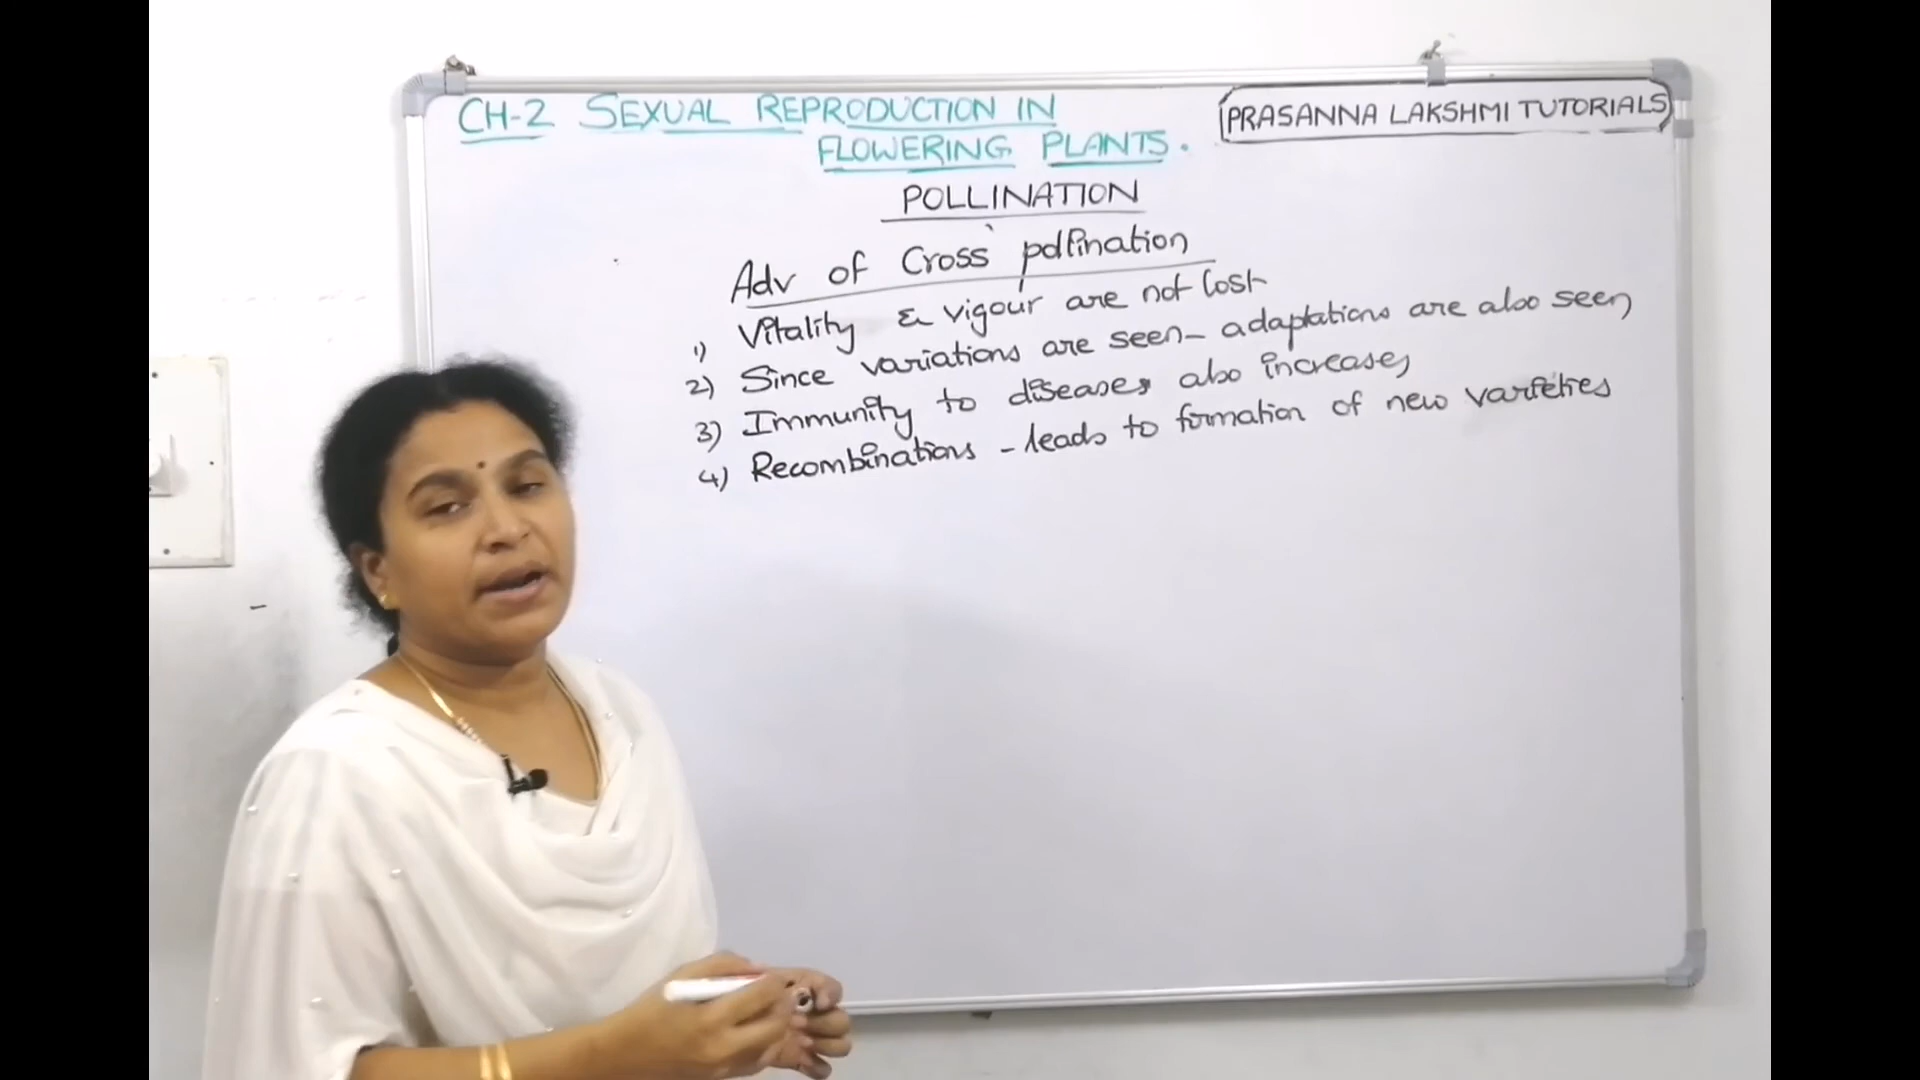 CH-2 SEXUAL REPRODUCTION IN
FLOWERING PLANTS.
PRASANNA LAKSHMI TUTORIALS
POLLINATION
Adv of Cross pollination
1) Vitality & vigour are not lost
2) Since variations are seen - adaptations are also seen
3) Immunity to diseases also increases
4) Recombinations - leads to formation of new varieties